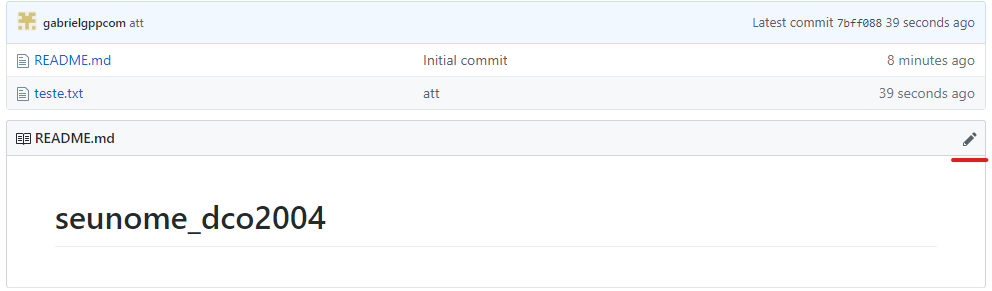 gabrielgppcom att Latest commit 7bff088 39 seconds ago
README.md Initial commit 8 minutes ago
teste.txt att 39 seconds ago
README.md
seunome_dco2004